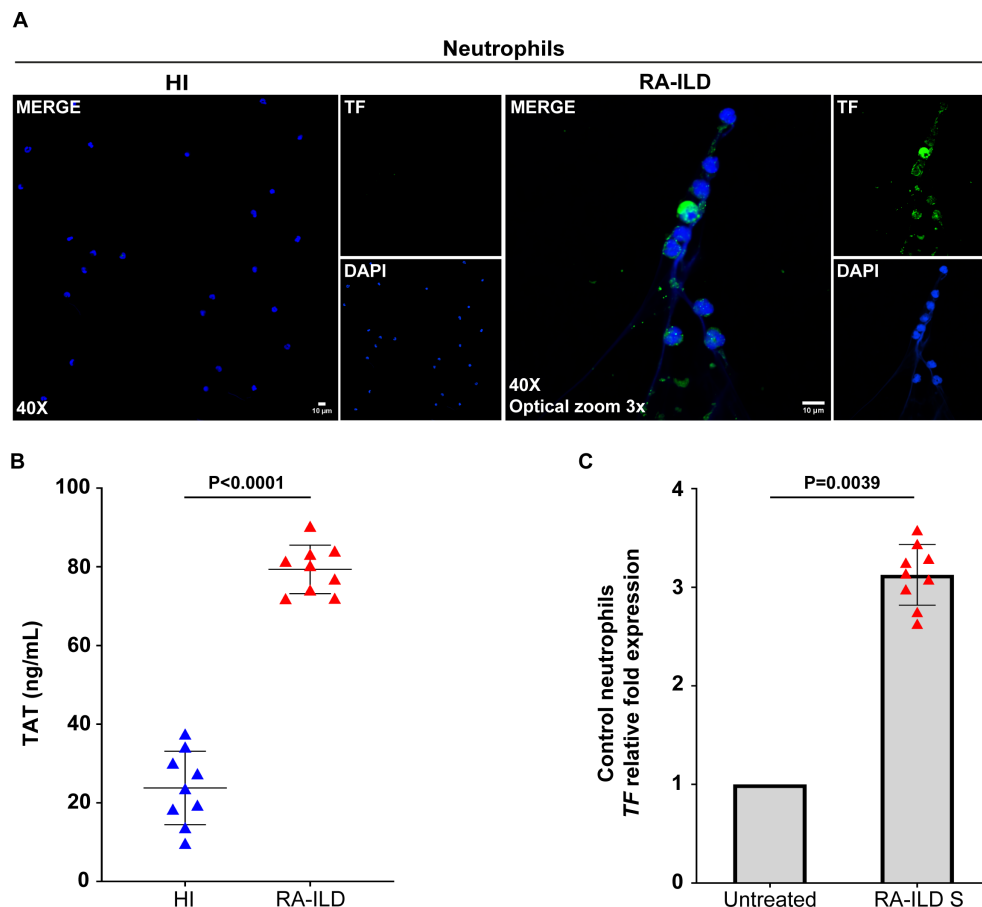 A
Neutrophils
HI
RA-ILD
MERGE
TF
MERGE
TF
DAPI
DAPI
40X
10 µm
40X
Optical zoom 3x
10 µm
B
C
P<0.0001
P=0.0039
100
80
60
40
20
0
TAT (ng/mL)
HI
RA-ILD
4
3
2
1
0
Control neutrophils
TF relative fold expression
Untreated
RA-ILD S